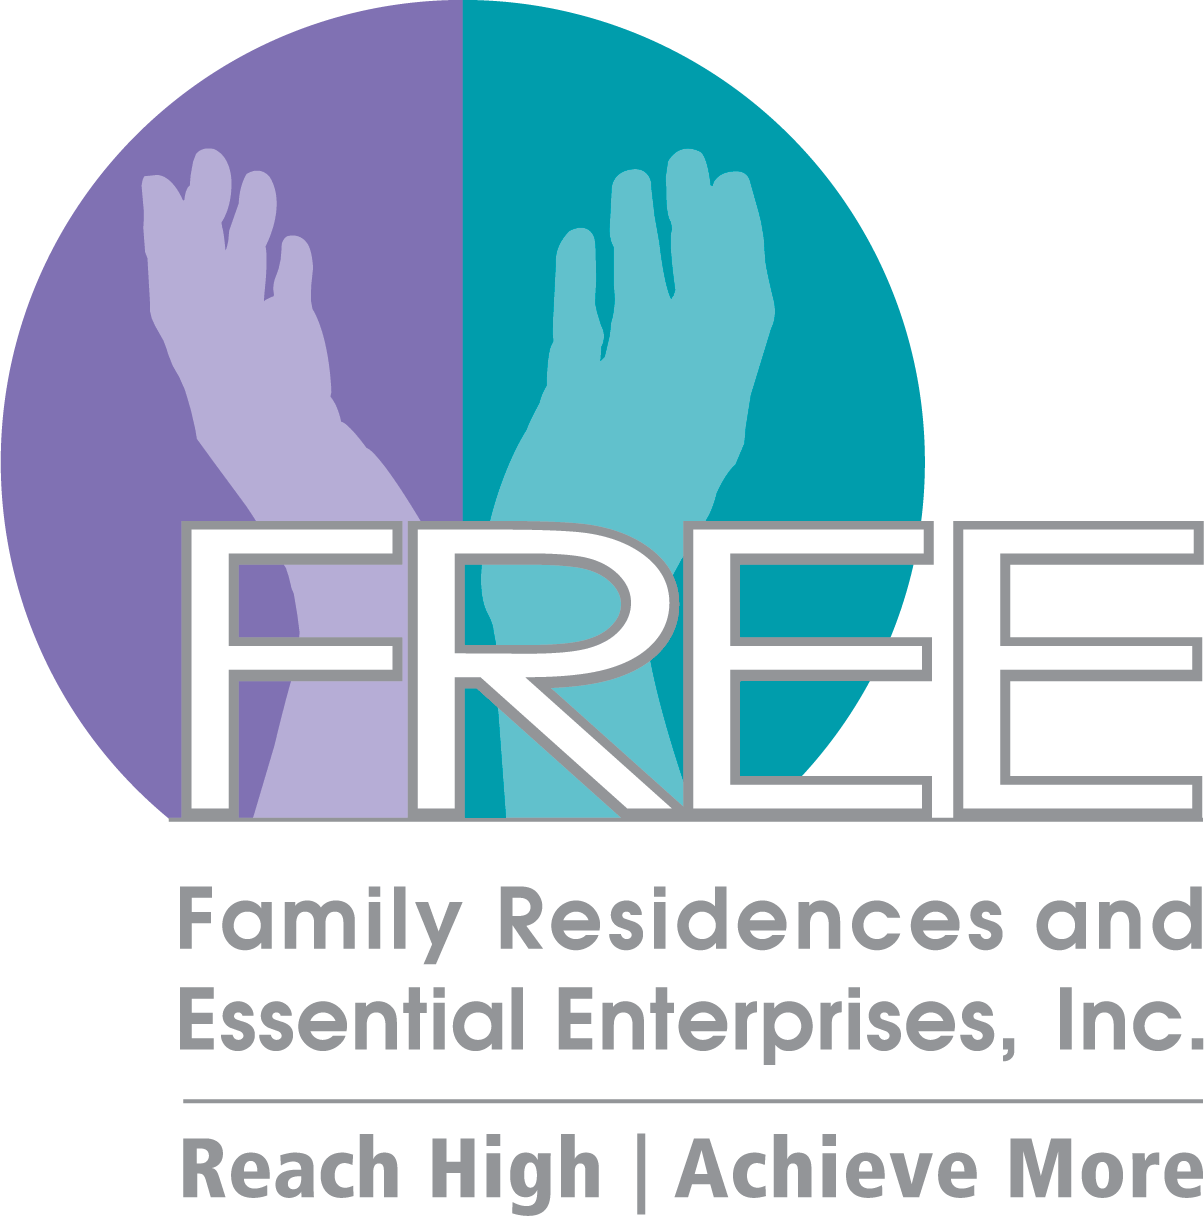 FREE
Family Residences and
Essential Enterprises, Inc.
Reach High | Achieve More